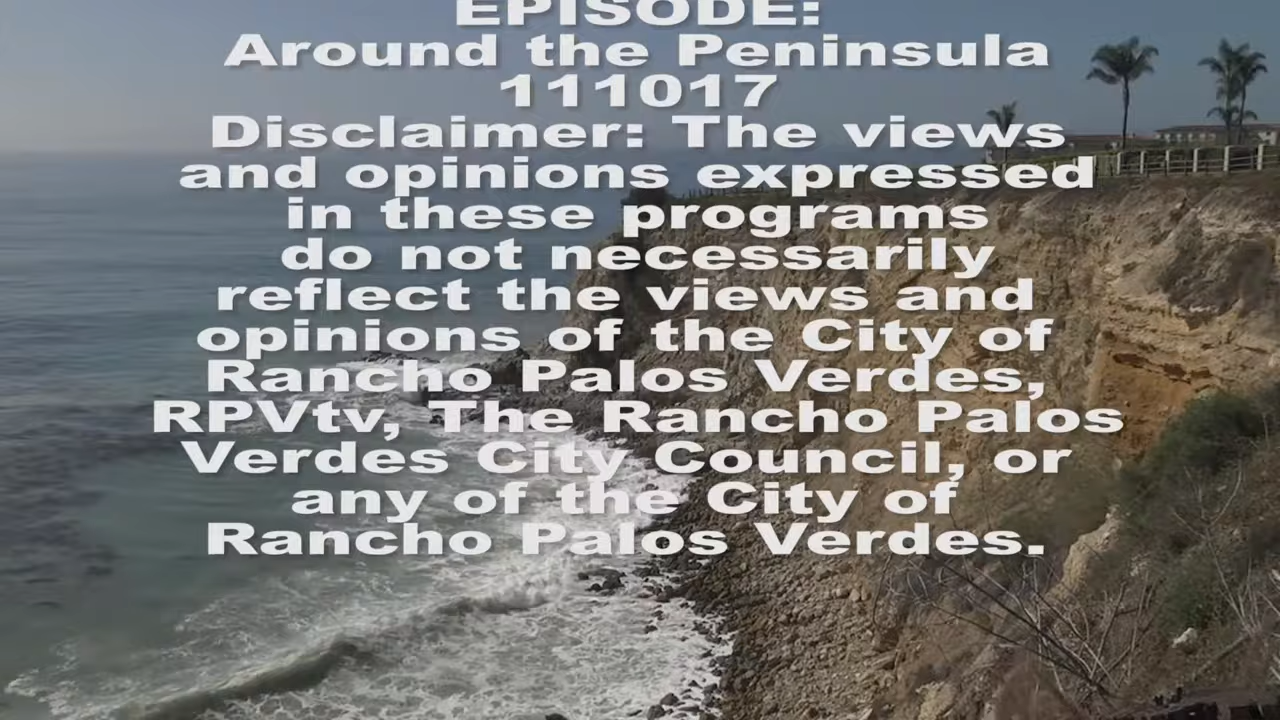 EPISODE:
Around the Peninsula
111017
Disclaimer: The views
and opinions expressed
in these programs
do not necessarily
reflect the views and
opinions of the City of
Rancho Palos Verdes,
RPVtv, The Rancho Palos
Verdes City Council, or
any of the City of
Rancho Palos Verdes.